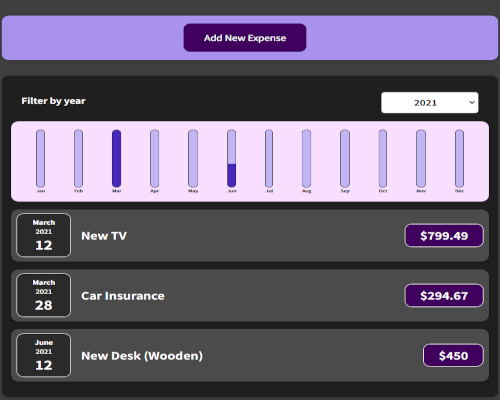 Add New Expense
Filter by year
2021
Jan Feb Mar Apr May Jun Jul Aug Sep Oct Nov Dec
March
2021
12
New TV
$799.49
March
2021
28
Car Insurance
$294.67
June
2021
12
New Desk (Wooden)
$450